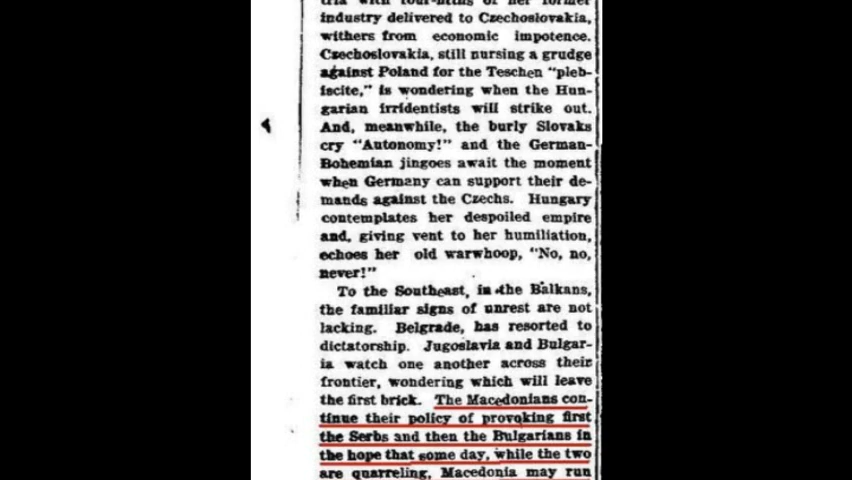 tria with four-fifths of her former
industry delivered to Czechoslovakia,
withers from economic impotence.
Czechoslovakia, still nursing a grudge
against Poland for the Teschen "pleb-
iscite," is wondering when the Hun-
garian irridentists will strike out.
And, meanwhile, the burly Slovaks
cry "Autonomy!" and the German-
Bohemian jingoes await the moment
when Germany can support their de-
mands against the Czechs. Hungary
contemplates her despoiled empire
and, giving vent to her humiliation,
echoes her old warwhoop, "No, no,
never!"
To the Southeast, in the Balkans,
the familiar signs of unrest are not
lacking. Belgrade, has resorted to
dictatorship. Jugoslavia and Bulgar-
ia watch one another across their
frontier, wondering which will leave
the first brick. The Macedonians con-
tinue their policy of provoking first
the Serbs and then the Bulgarians in
the hope that some day, while the two
are quarreling, Macedonia may run